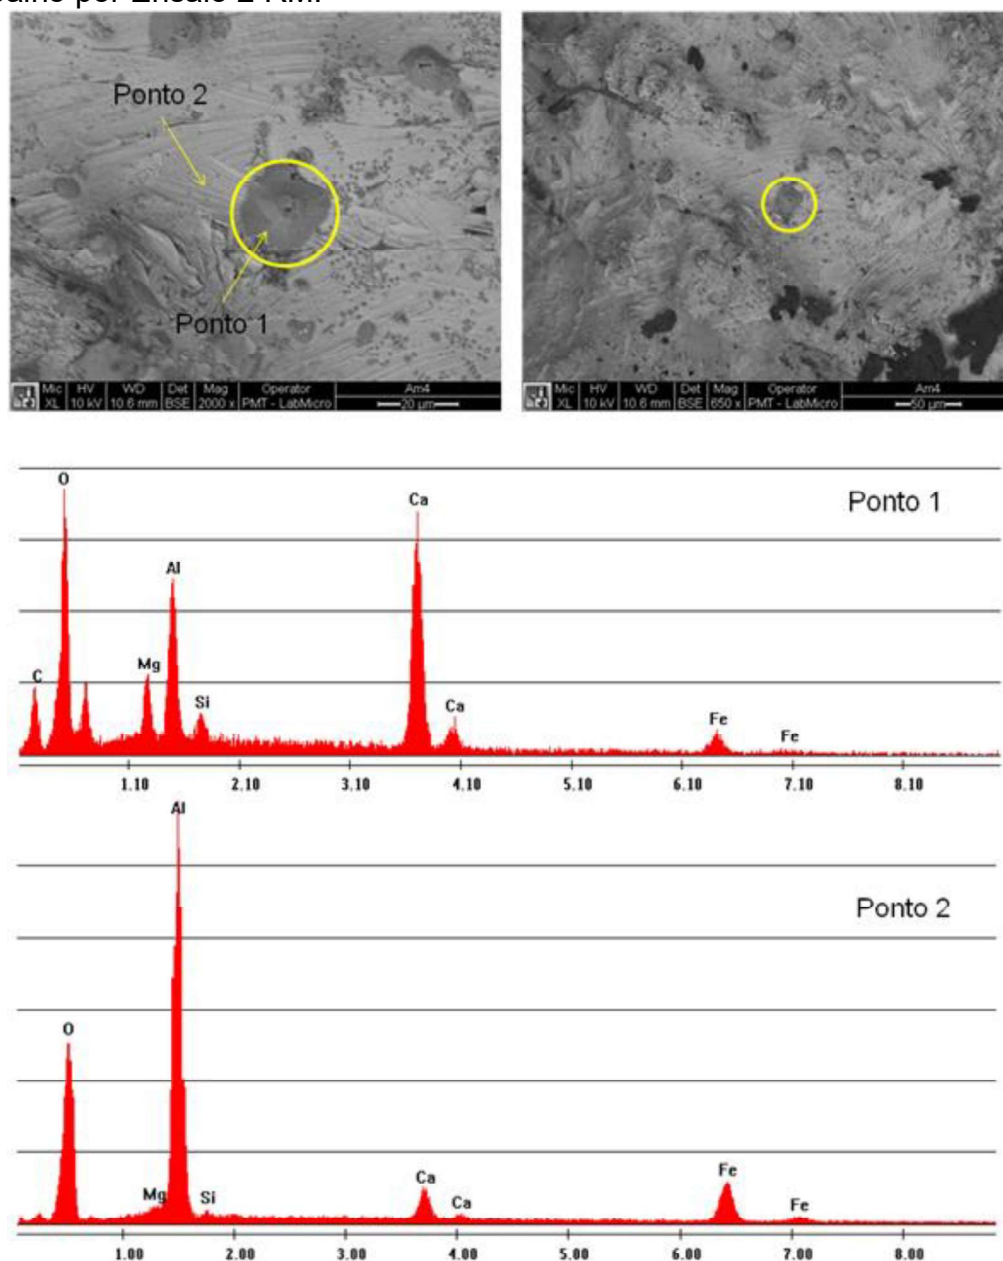 por Ensaio 2 RM.
Ponto 2
Ponto 1
Mic HV WD Det Mag Operator Am4
XL 10 kV 10.6 mm BSE 2000 x PMT - LabMicro 20 µm
Mic HV WD Det Mag Operator Am4
XL 10 kV 10.6 mm BSE 650 x PMT - LabMicro 50 µm
Ponto 1
O
Ca
Al
C
Mg
Si
Ca
Fe
Fe
1.10 2.10 3.10 4.10 5.10 6.10 7.10 8.10
Ponto 2
Al
O
Mg
Si
Ca
Ca
Fe
Fe
1.00 2.00 3.00 4.00 5.00 6.00 7.00 8.00